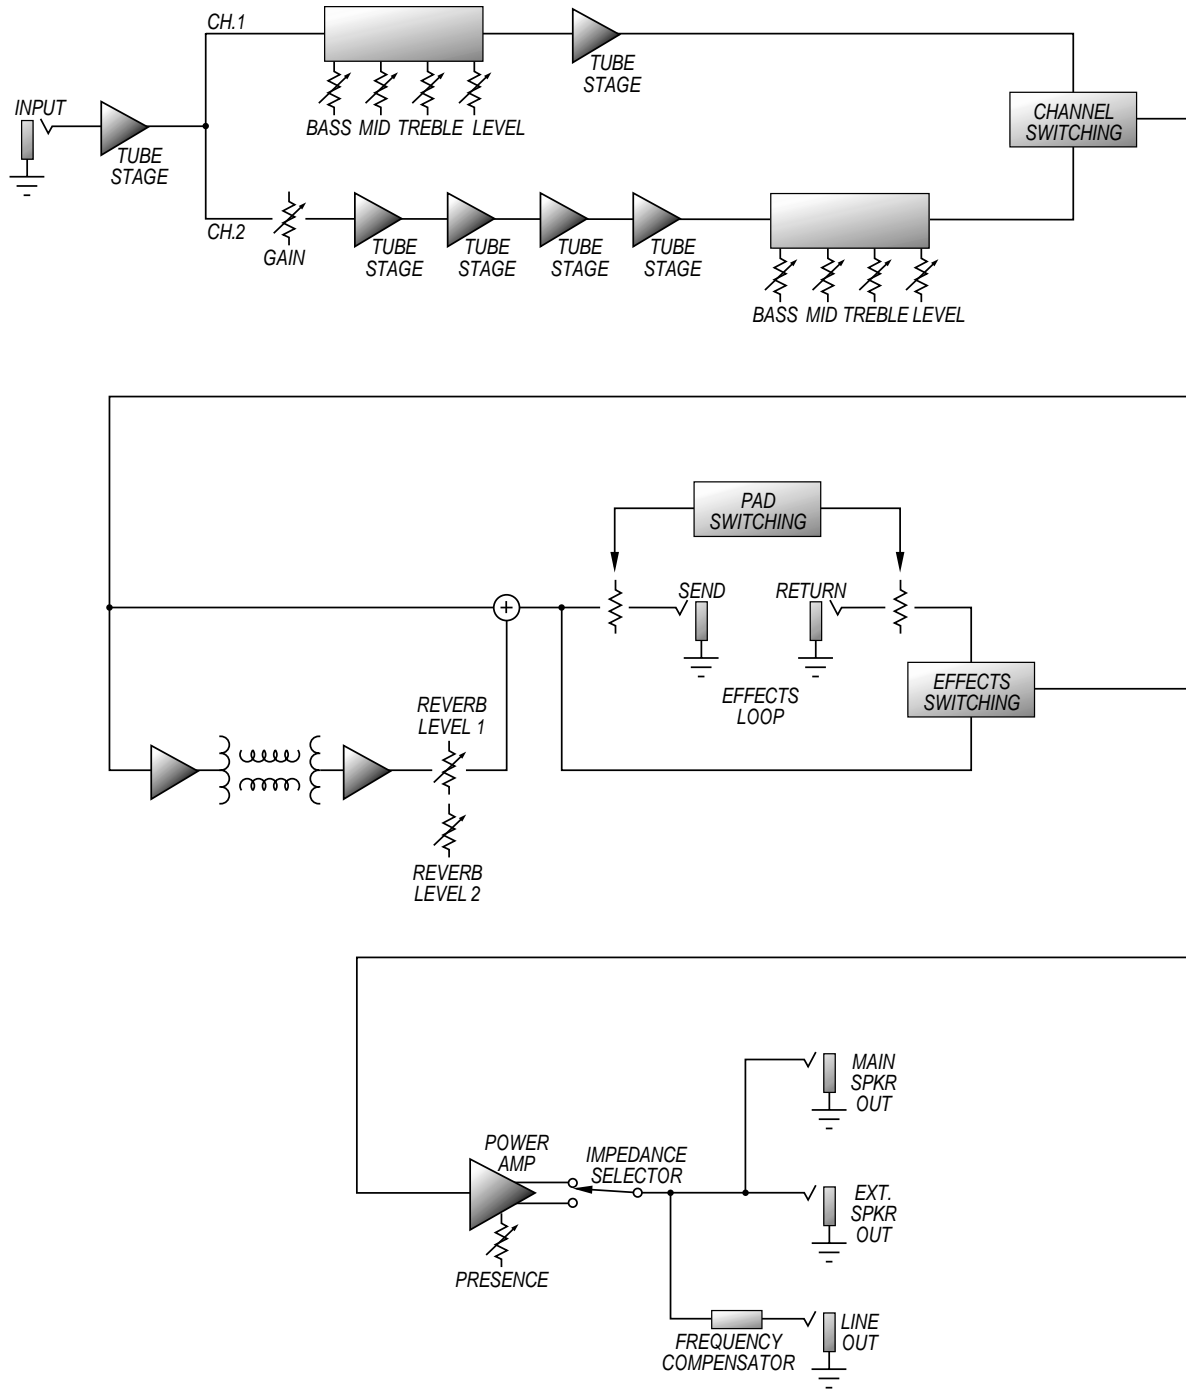 CH.1
TUBE
STAGE
BASS MID TREBLE LEVEL
INPUT
TUBE
STAGE
CHANNEL
SWITCHING
CH.2
GAIN
TUBE
STAGE
TUBE
STAGE
TUBE
STAGE
TUBE
STAGE
BASS MID TREBLE LEVEL
PAD
SWITCHING
SEND
RETURN
EFFECTS
LOOP
EFFECTS
SWITCHING
+
REVERB
LEVEL 1
REVERB
LEVEL 2
POWER
AMP
IMPEDANCE
SELECTOR
PRESENCE
MAIN
SPKR
OUT
EXT.
SPKR
OUT
LINE
OUT
FREQUENCY
COMPENSATOR